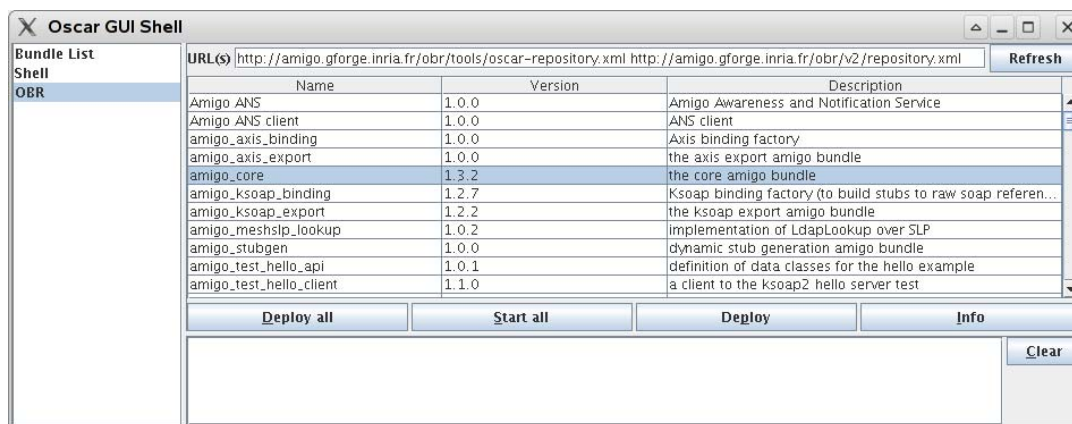 Oscar GUI Shell
Bundle List
Shell
OBR
URL(s) http://amigo.gforge.inria.fr/obr/tools/oscar-repository.xml http://amigo.gforge.inria.fr/obr/v2/repository.xml Refresh
Name Version Description
Amigo ANS 1.0.0 Amigo Awareness and Notification Service
Amigo ANS client 1.0.0 ANS client
amigo_axis_binding 1.0.0 Axis binding factory
amigo_axis_export 1.0.0 the axis export amigo bundle
amigo_core 1.3.2 the core amigo bundle
amigo_ksoap_binding 1.2.7 Ksoap binding factory (to build stubs to raw soap referen...
amigo_ksoap_export 1.2.2 the ksoap export amigo bundle
amigo_meshslp_lookup 1.0.2 implementation of LdapLookup over SLP
amigo_stubgen 1.0.0 dynamic stub generation amigo bundle
amigo_test_hello_api 1.0.1 definition of data classes for the hello example
amigo_test_hello_client 1.1.0 a client to the ksoap2 hello server test
Deploy all Start all Deploy Info
Clear